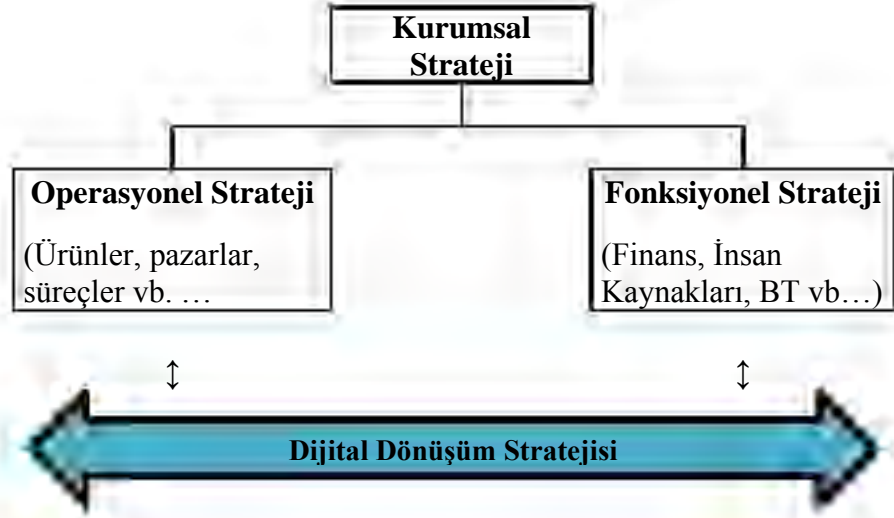 Kurumsal
Strateji
Operasyonel Strateji
(Ürünler, pazarlar,
süreçler vb. …
Fonksiyonel Strateji
(Finans, İnsan
Kaynakları, BT vb…)
↕
↕
Dijital Dönüşüm Stratejisi